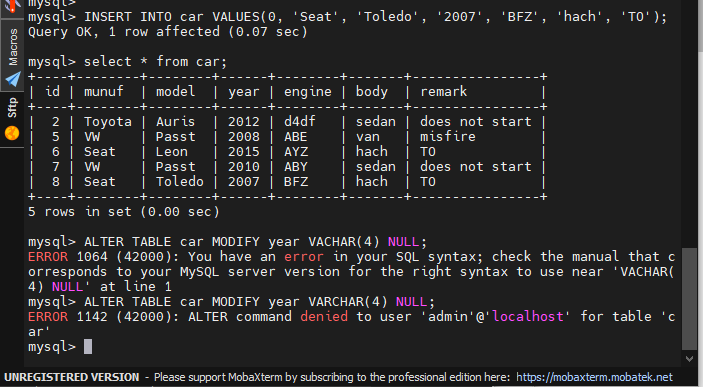 mysql>
mysql> INSERT INTO car VALUES(0, 'Seat', 'Toledo', '2007', 'BFZ', 'hach', 'TO');
Query OK, 1 row affected (0.07 sec)
mysql> select * from car;
+----+--------+--------+------+--------+-------+----------------+
| id | munuf | model | year | engine | body | remark |
+----+--------+--------+------+--------+-------+----------------+
| 2 | Toyota | Auris | 2012 | d4df | sedan | does not start |
| 5 | VW | Passt | 2008 | ABE | van | misfire |
| 6 | Seat | Leon | 2015 | AYZ | hach | TO |
| 7 | VW | Passt | 2010 | ABY | sedan | does not start |
| 8 | Seat | Toledo | 2007 | BFZ | hach | TO |
+----+--------+--------+------+--------+-------+----------------+
5 rows in set (0.00 sec)
mysql> ALTER TABLE car MODIFY year VACHAR(4) NULL;
ERROR 1064 (42000): You have an error in your SQL syntax; check the manual that c
orresponds to your MySQL server version for the right syntax to use near 'VACHAR(
4) NULL' at line 1
mysql> ALTER TABLE car MODIFY year VARCHAR(4) NULL;
ERROR 1142 (42000): ALTER command denied to user 'admin'@'localhost' for table 'c
ar'
mysql>
Macros
Sftp
UNREGISTERED VERSION - Please support MobaXterm by subscribing to the professional edition here: https://mobaxterm.mobatek.net